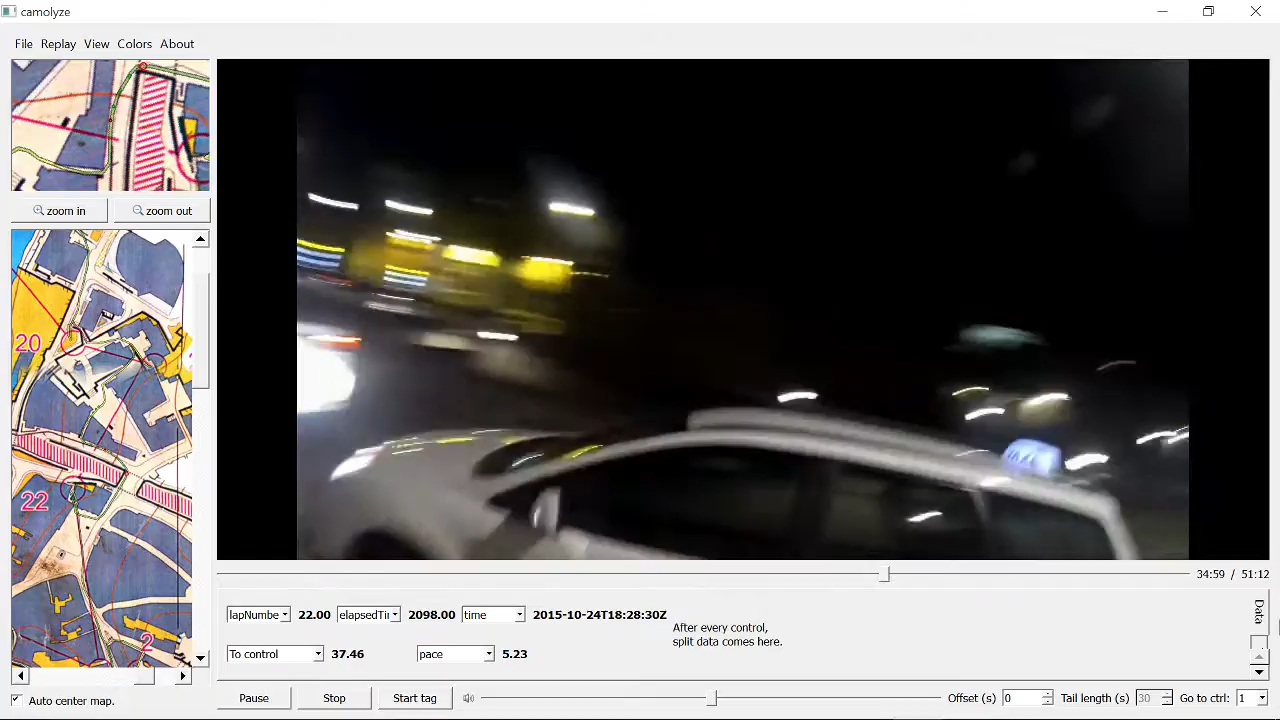 camolyze
File Replay View Colors About
zoom in zoom out
20
22
2
34:59 / 51:12
lapNumbe 22.00 elapsedTir 2098.00 time 2015-10-24T18:28:30Z
After every control,
split data comes here.
Data
To control 37.46 pace 5.23
Auto center map.
Pause Stop Start tag Offset (s) 0 Tail length (s) 30 Go to ctrl: 1